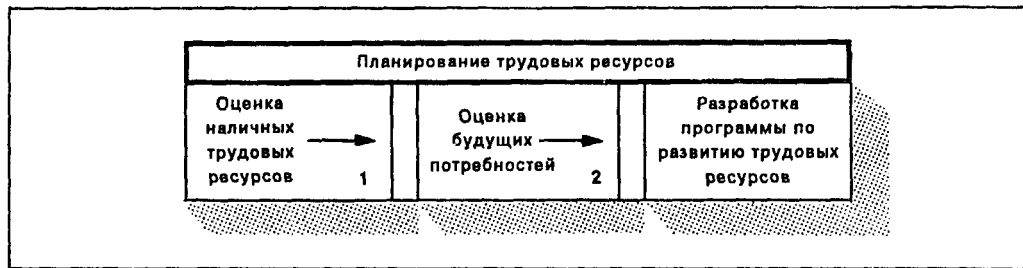 Планирование трудовых ресурсов
Оценка
наличных
трудовых
ресурсов
1
Оценка
будущих
потребностей
2
Разработка
программы по
развитию трудовых
ресурсов